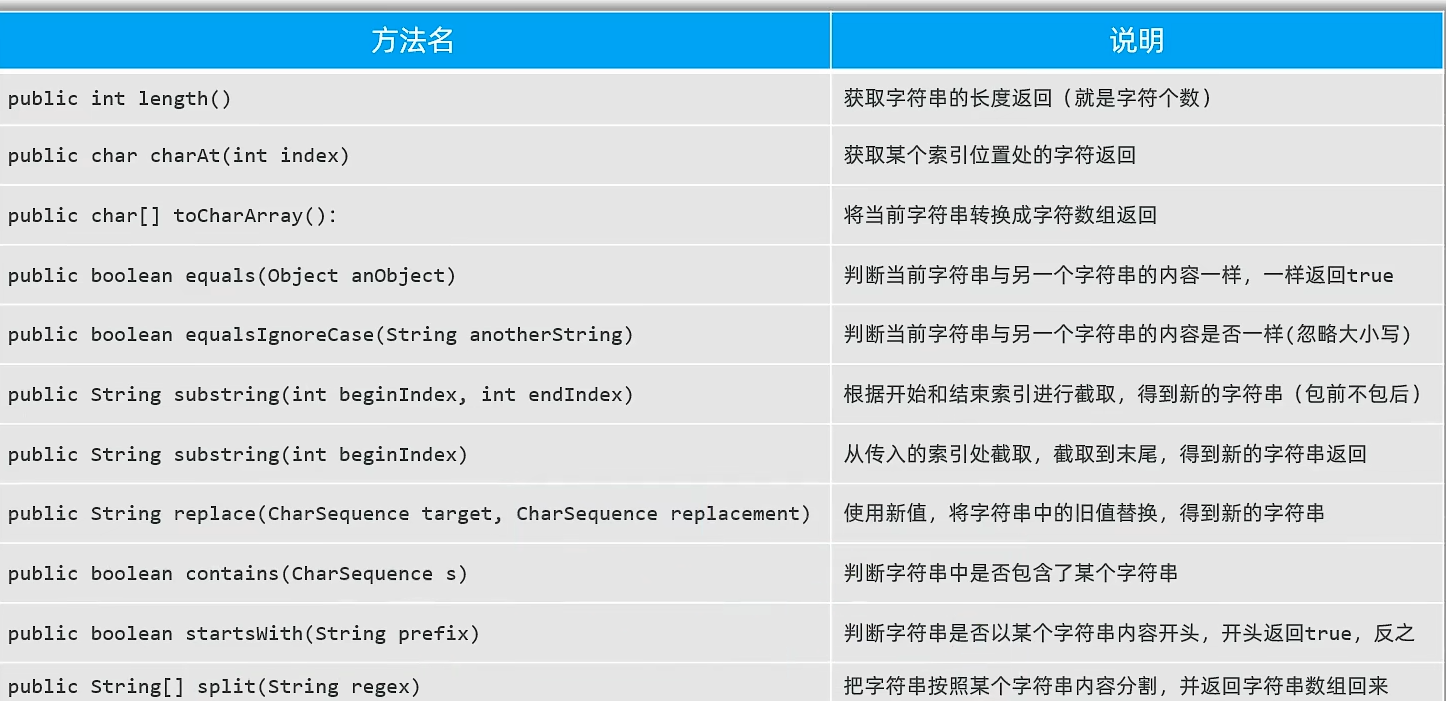 方法名 说明
public int length() 获取字符串的长度返回（就是字符个数）
public char charAt(int index) 获取某个索引位置处的字符返回
public char[] toCharArray()： 将当前字符串转换成字符数组返回
public boolean equals(Object anObject) 判断当前字符串与另一个字符串的内容一样，一样返回true
public boolean equalsIgnoreCase(String anotherString) 判断当前字符串与另一个字符串的内容是否一样(忽略大小写)
public String substring(int beginIndex, int endIndex) 根据开始和结束索引进行截取，得到新的字符串（包前不包后）
public String substring(int beginIndex) 从传入的索引处截取，截取到末尾，得到新的字符串返回
public String replace(CharSequence target, CharSequence replacement) 使用新值，将字符串中的旧值替换，得到新的字符串
public boolean contains(CharSequence s) 判断字符串中是否包含了某个字符串
public boolean startsWith(String prefix) 判断字符串是否以某个字符串内容开头，开头返回true，反之
public String[] split(String regex) 把字符串按照某个字符串内容分割，并返回字符串数组回来